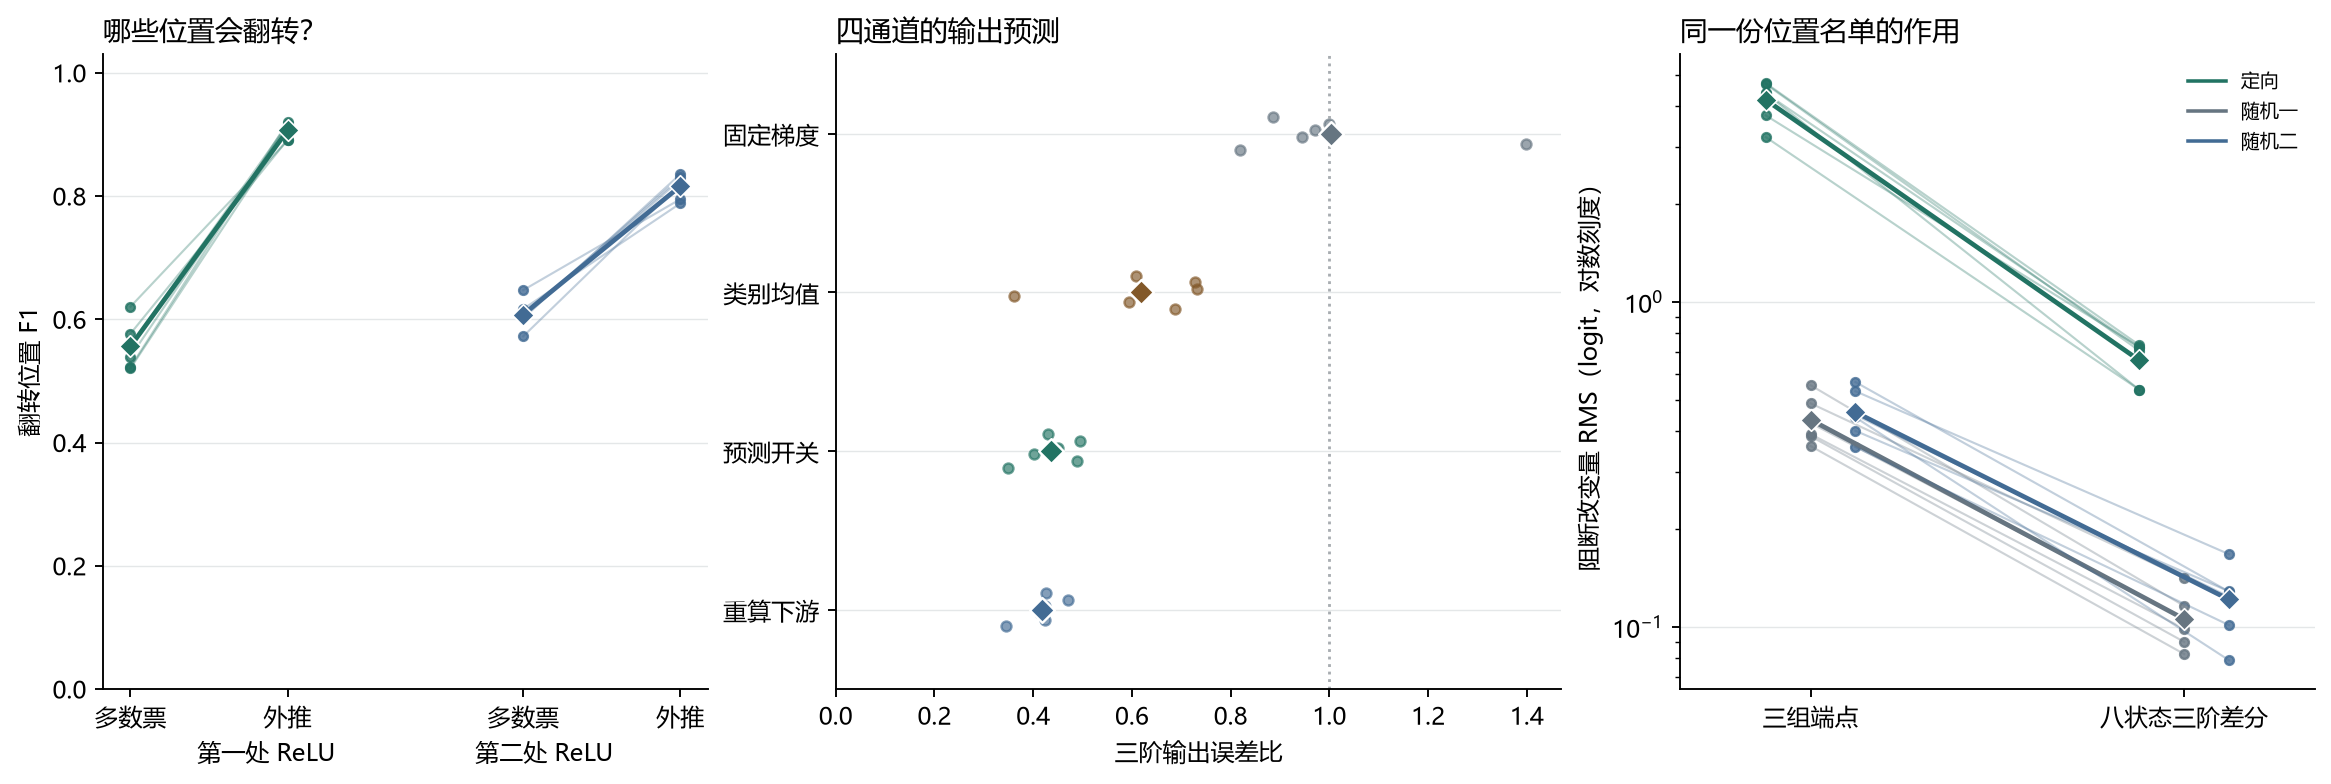 哪些位置会翻转?
翻转位置 F1
1.0
0.8
0.6
0.4
0.2
0.0
多数票
外推
多数票
外推
第一处 ReLU
第二处 ReLU
四通道的输出预测
固定梯度
类别均值
预测开关
重算下游
0.0
0.2
0.4
0.6
0.8
1.0
1.2
1.4
三阶输出误差比
同一份位置名单的作用
阻断改变量 RMS（logit，对数刻度）
10⁰
10⁻¹
定向
随机一
随机二
三组端点
八状态三阶差分